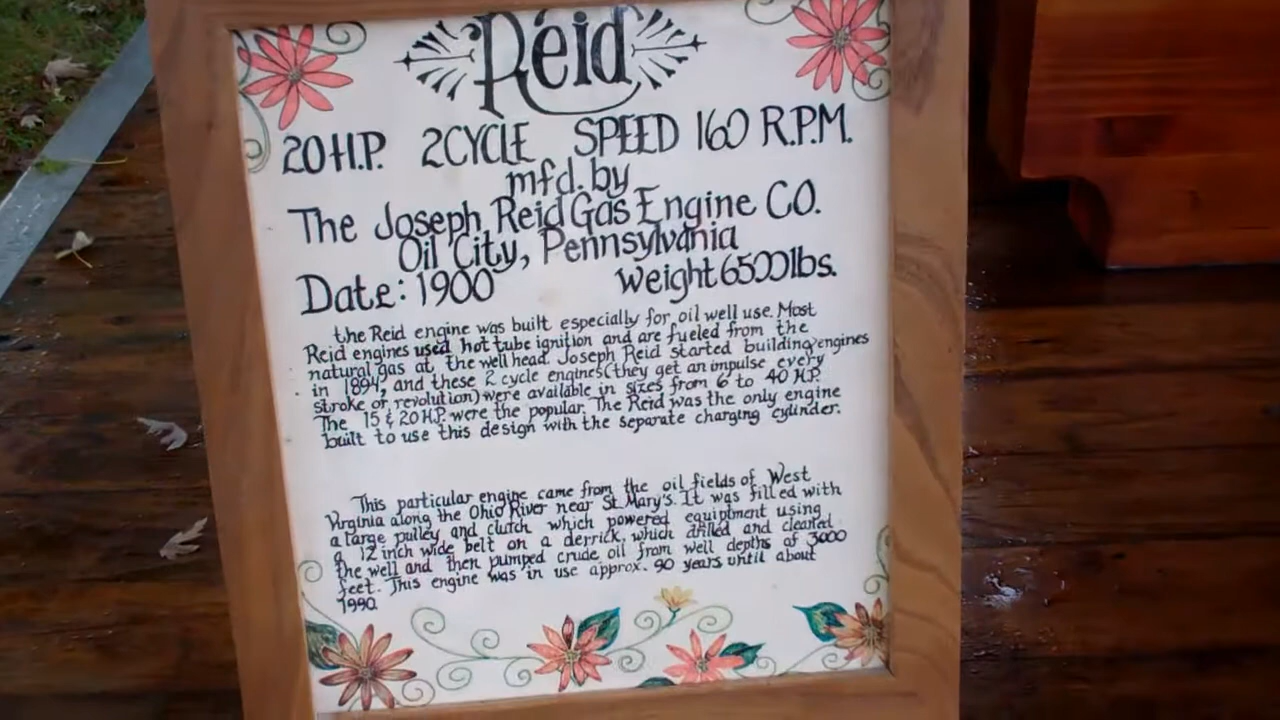 Reid
20 H.P. 2 CYCLE SPEED 160 R.P.M.
mfd. by
The Joseph Reid Gas Engine CO.
Oil City, Pennsylvania
Date: 1900 Weight 6500 lbs.
the Reid engine was built especially for oil well use. Most
Reid engines used hot tube ignition and are fueled from the
natural gas at the well head. Joseph Reid started building engines
in 1894, and these 2 cycle engines (they get an impulse every
stroke or revolution) were available in sizes from 6 to 40 H.P.
The 15 & 20 H.P. were the popular. The Reid was the only engine
built to use this design with the separate charging cylinder.
This particular engine came from the oil fields of West
Virginia along the Ohio River near St. Mary's. It was filled with
a large pulley and clutch which powered equiptment using
a 12 inch wide belt on a derrick, which drilled and cleaned
the well and then pumped crude oil from well depths of 3000
feet. This engine was in use approx. 90 years until about
1990.